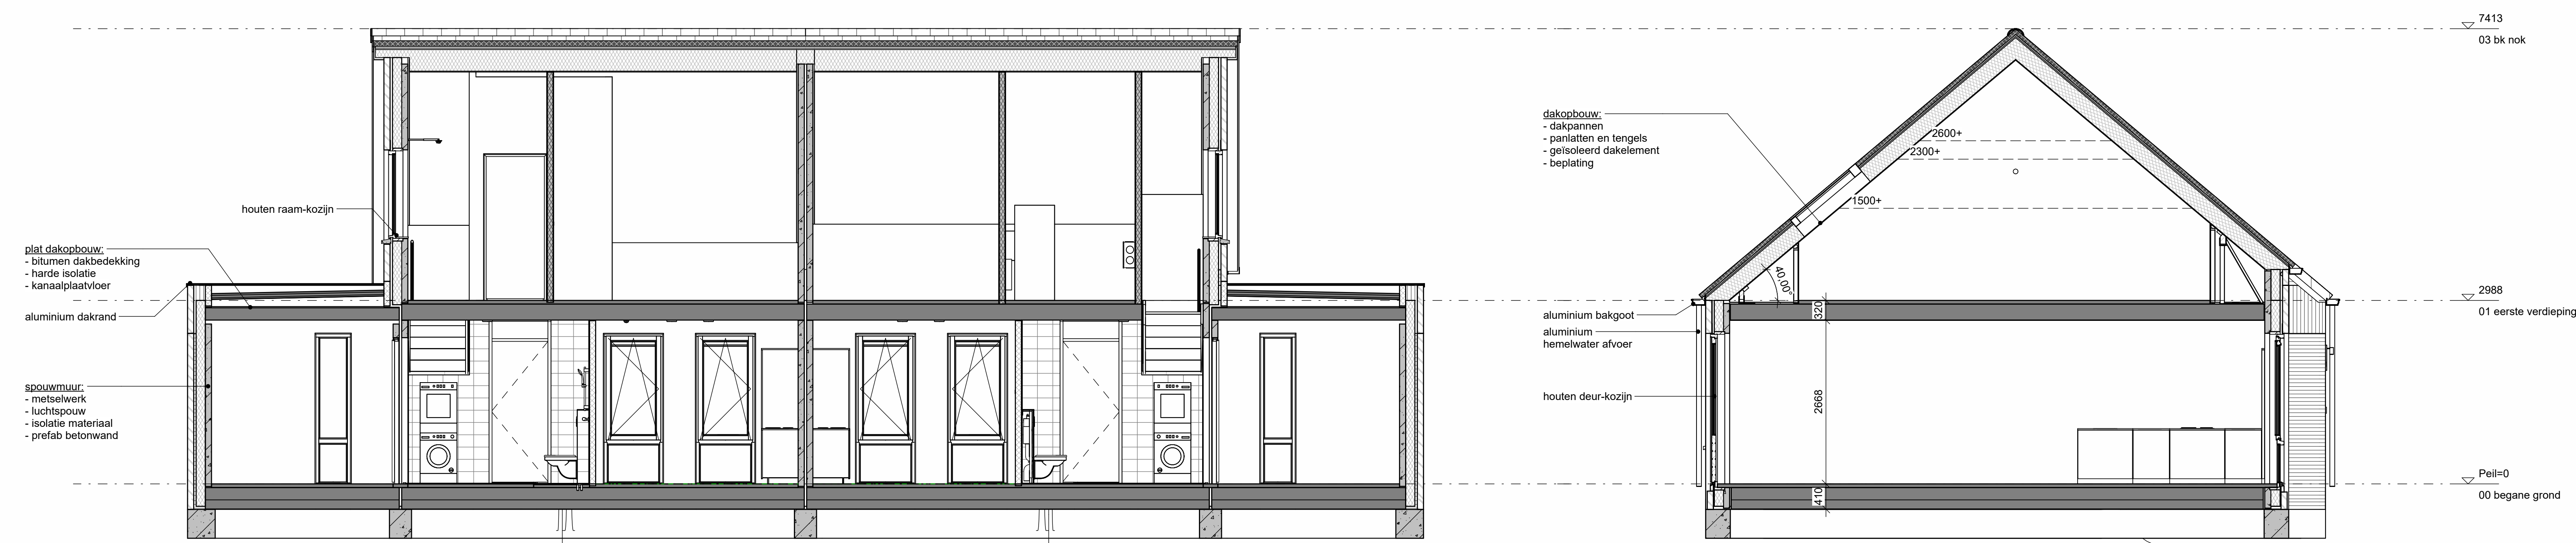 houten raam-kozijn
plat dakopbouw:
- bitumen dakbedekking
- harde isolatie
- kanaalplaatvloer
aluminium dakrand
spouwmuur:
- metselwerk
- luchtspouw
- isolatie materiaal
- prefab betonwand
dakopbouw:
- dakpannen
- panlatten en tengels
- geïsoleerd dakelement
- beplating
aluminium bakgoot
aluminium
hemelwater afvoer
houten deur-kozijn
2600+
2300+
1500+
40,00°
320
2668
410
7413
03 bk nok
2988
01 eerste verdieping
Peil=0
00 begane grond